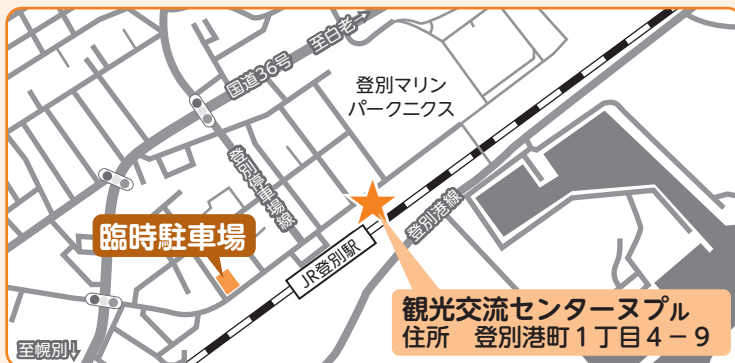 至白老→
国道36号
登別マリン
パークニクス
登別停車場線
臨時駐車場
登別港線
JR登別駅
観光交流センターヌプル
住所　登別港町1丁目4－9
至幌別↓